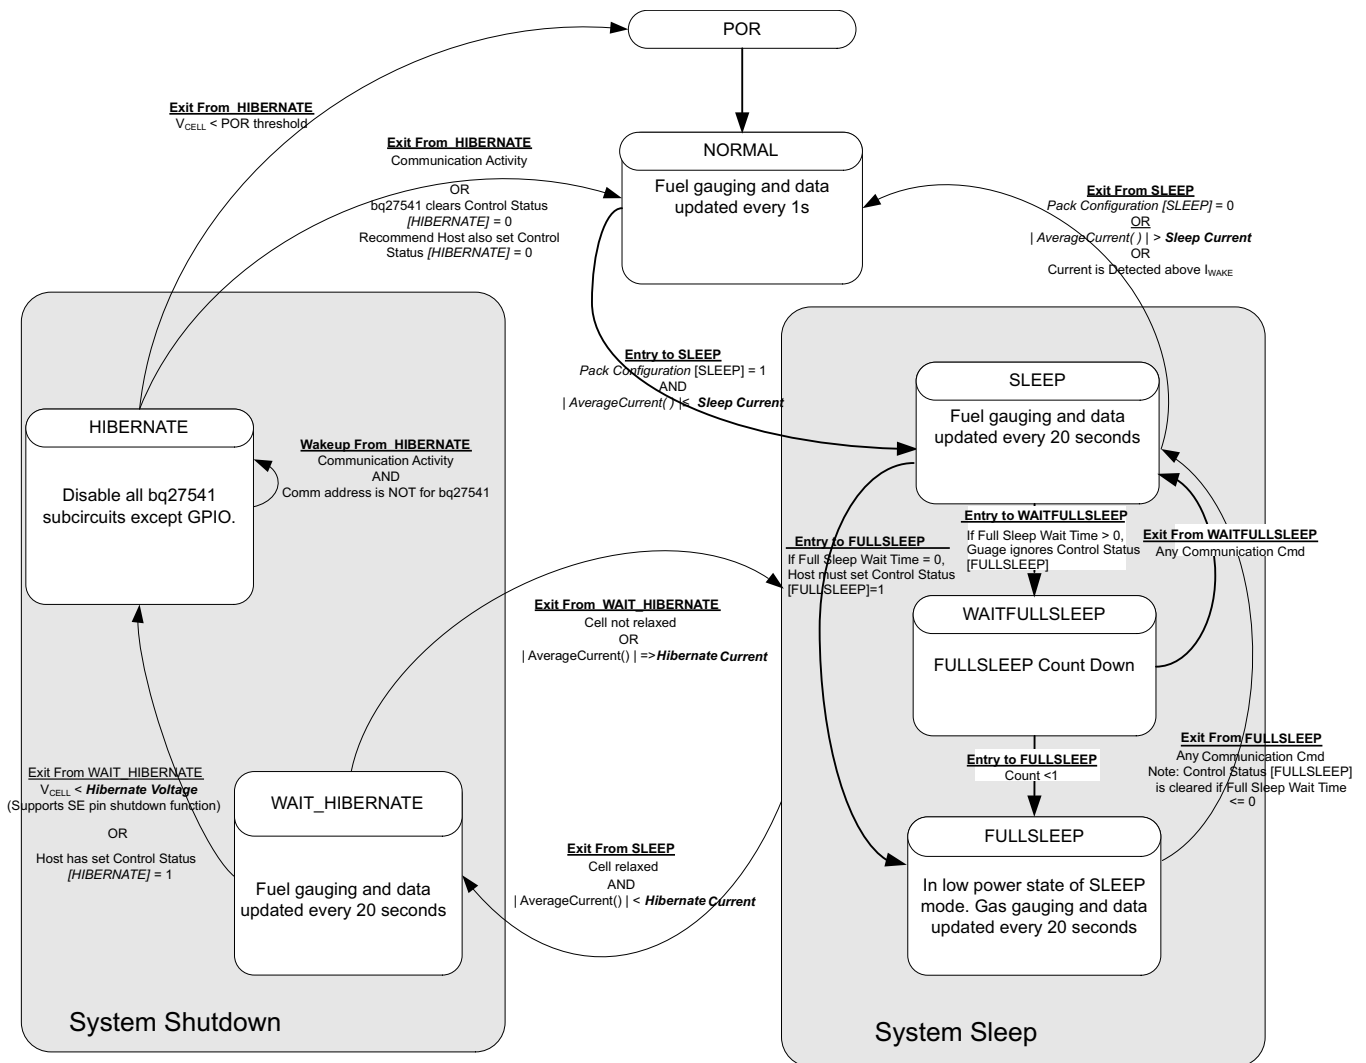 POR
Exit From HIBERNATE
VCELL < POR threshold
Exit From HIBERNATE
Communication Activity
OR
bq27541 clears Control Status
[HIBERNATE] = 0
Recommend Host also set Control
Status [HIBERNATE] = 0
NORMAL
Fuel gauging and data
updated every 1s
Exit From SLEEP
Pack Configuration [SLEEP] = 0
OR
| AverageCurrent( ) | > Sleep Current
OR
Current is Detected above IWAKE
Entry to SLEEP
Pack Configuration [SLEEP] = 1
AND
| AverageCurrent( ) |< Sleep Current
HIBERNATE
Disable all bq27541
subcircuits except GPIO.
Wakeup From HIBERNATE
Communication Activity
AND
Comm address is NOT for bq27541
SLEEP
Fuel gauging and data
updated every 20 seconds
Entry to FULLSLEEP
If Full Sleep Wait Time = 0,
Host must set Control Status
[FULLSLEEP]=1
Entry to WAITFULLSLEEP
If Full Sleep Wait Time > 0,
Guage ignores Control Status
[FULLSLEEP]
Exit From WAITFULLSLEEP
Any Communication Cmd
WAITFULLSLEEP
FULLSLEEP Count Down
Exit From WAIT_HIBERNATE
Cell not relaxed
OR
| AverageCurrent() | =>Hibernate Current
Exit From WAIT_HIBERNATE
VCELL < Hibernate Voltage
(Supports SE pin shutdown function)
OR
Host has set Control Status
[HIBERNATE] = 1
WAIT_HIBERNATE
Fuel gauging and data
updated every 20 seconds
Exit From SLEEP
Cell relaxed
AND
| AverageCurrent() | < Hibernate Current
Entry to FULLSLEEP
Count <1
Exit From FULLSLEEP
Any Communication Cmd
Note: Control Status [FULLSLEEP]
is cleared if Full Sleep Wait Time
<= 0
FULLSLEEP
In low power state of SLEEP
mode. Gas gauging and data
updated every 20 seconds
System Shutdown
System Sleep